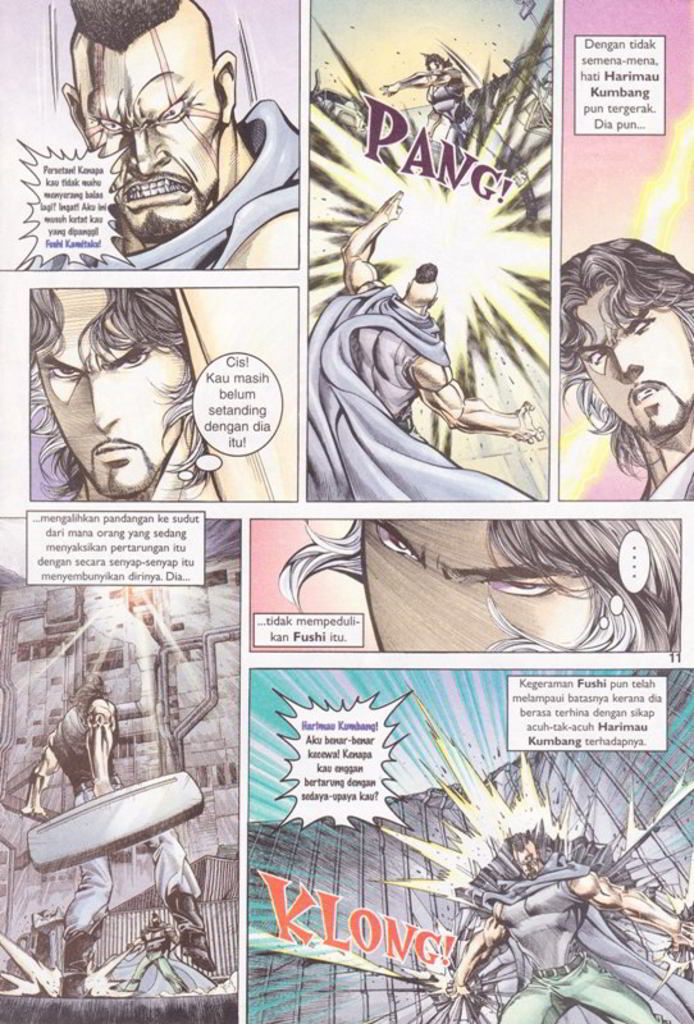 Persetan! Kenapa
kau tidak mahu
menyerang balas
lagi? Ingat! Aku ini
musuh ketat kau
yang dipanggil
Fushi Kamitako!
PANG!
Dengan tidak
semena-mena,
hati Harimau
Kumbang
pun tergerak.
Dia pun...
Cis!
Kau masih
belum
setanding
dengan dia
itu!
...mengalihkan pandangan ke sudut
dari mana orang yang sedang
menyaksikan pertarungan itu
dengan secara senyap-senyap itu
menyembunyikan dirinya. Dia...
...tidak mempeduli-
kan Fushi itu.
....
11
Kegeraman Fushi pun telah
melampaui batasnya kerana dia
berasa terhina dengan sikap
acuh-tak-acuh Harimau
Kumbang terhadapnya.
Harimau Kumbang!
Aku benar-benar
kecewa! Kenapa
kau enggan
bertarung dengan
sedaya-upaya kau?
KLONG!